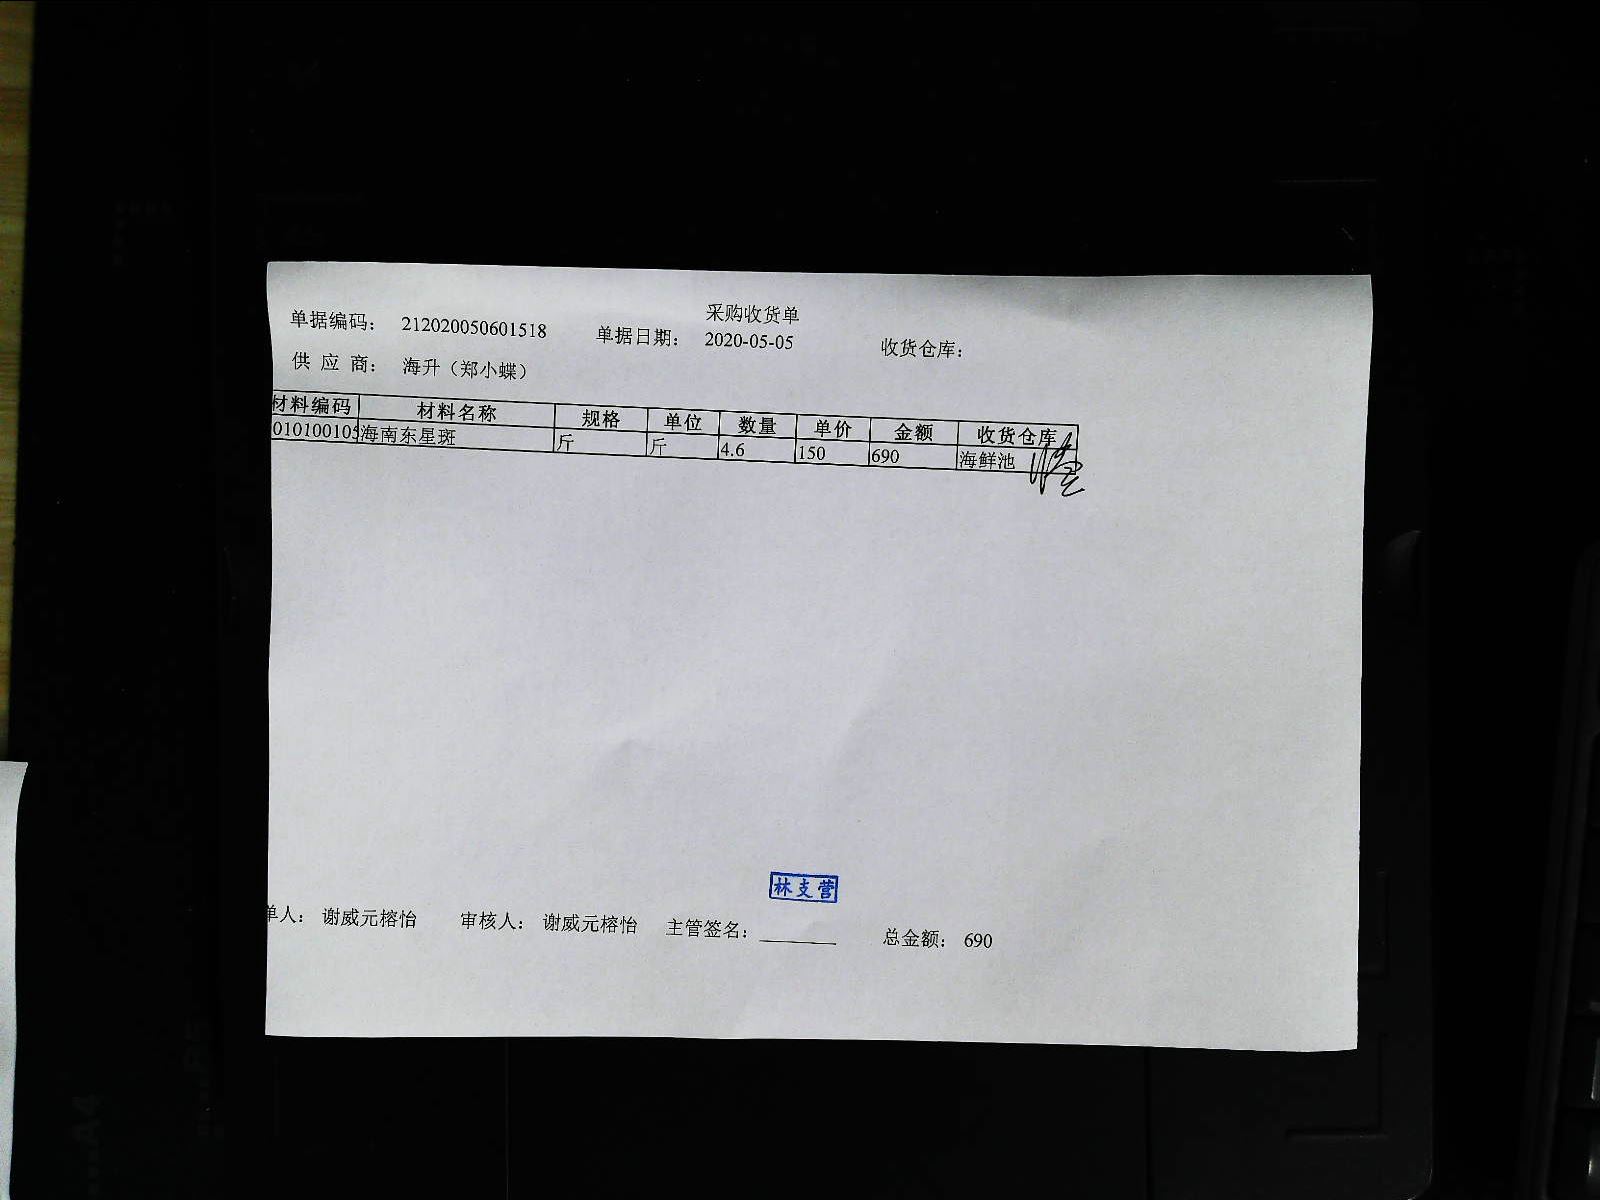 采购收货单
单据编码： 212020050601518 单据日期： 2020-05-05 收货仓库：
供 应 商： 海升（郑小蝶）
材料编码 材料名称 规格 单位 数量 单价 金额 收货仓库
010100105 海南东星斑 斤 斤 4.6 150 690 海鲜池
林支营
单人： 谢威元榕怡 审核人： 谢威元榕怡 主管签名： 总金额： 690